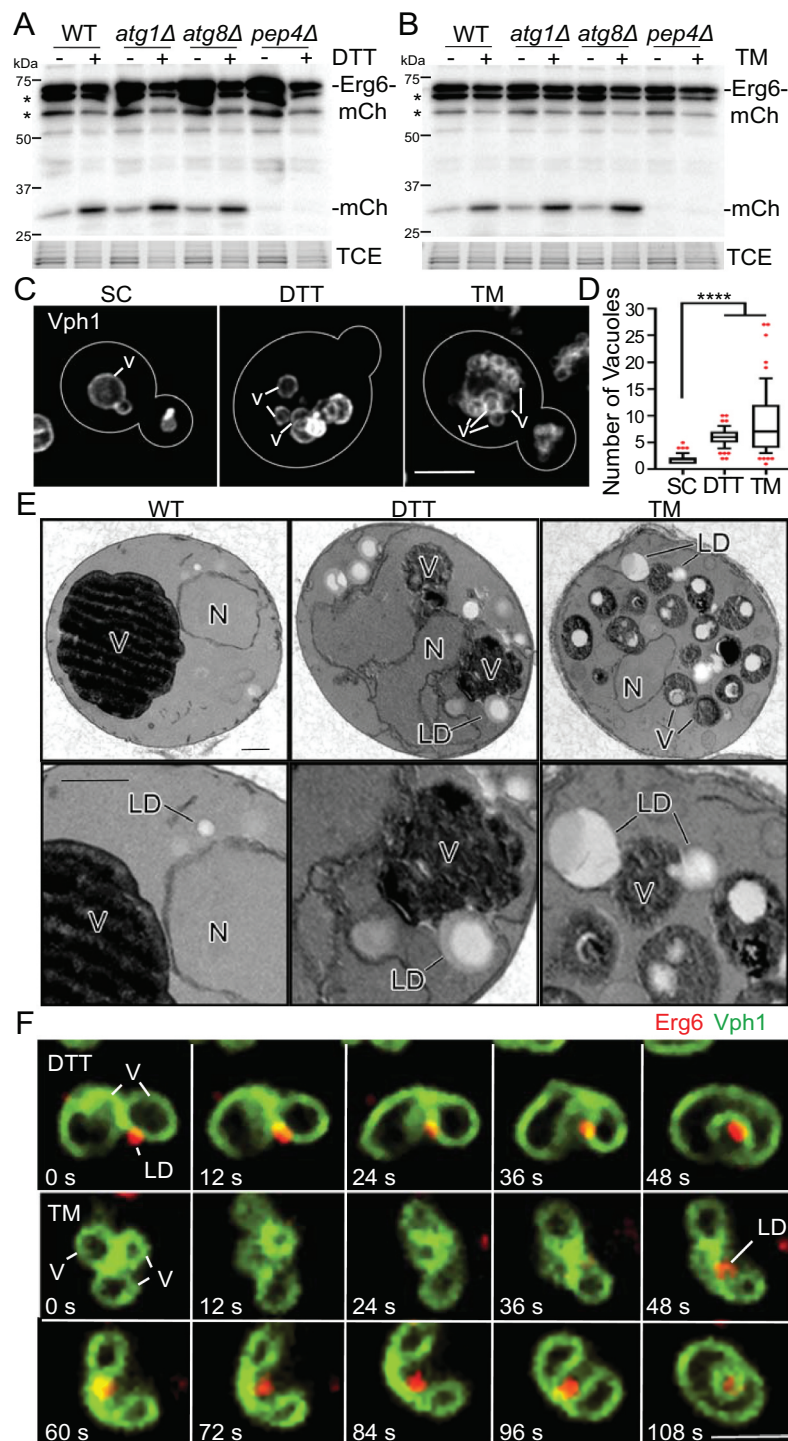 A
WT atg1Δ atg8Δ pep4Δ
- + - + - + - + DTT
kDa
75
-Erg6-
*
* mCh
50
37
-mCh
25
TCE
B
WT atg1Δ atg8Δ pep4Δ
- + - + - + - + TM
kDa
75
-Erg6-
*
* mCh
50
37
-mCh
25
TCE
C
SC DTT TM
Vph1
v
v
v
v
v
D
****
Number of Vacuoles
30
25
20
15
10
5
0
SC DTT TM
E
WT DTT TM
V
N
V
N
V
LD
LD
N
V
LD
V
N
V
LD
LD
V
F
Erg6 Vph1
DTT
V
LD
0 s 12 s 24 s 36 s 48 s
TM
V
V
LD
0 s 12 s 24 s 36 s 48 s
60 s 72 s 84 s 96 s 108 s